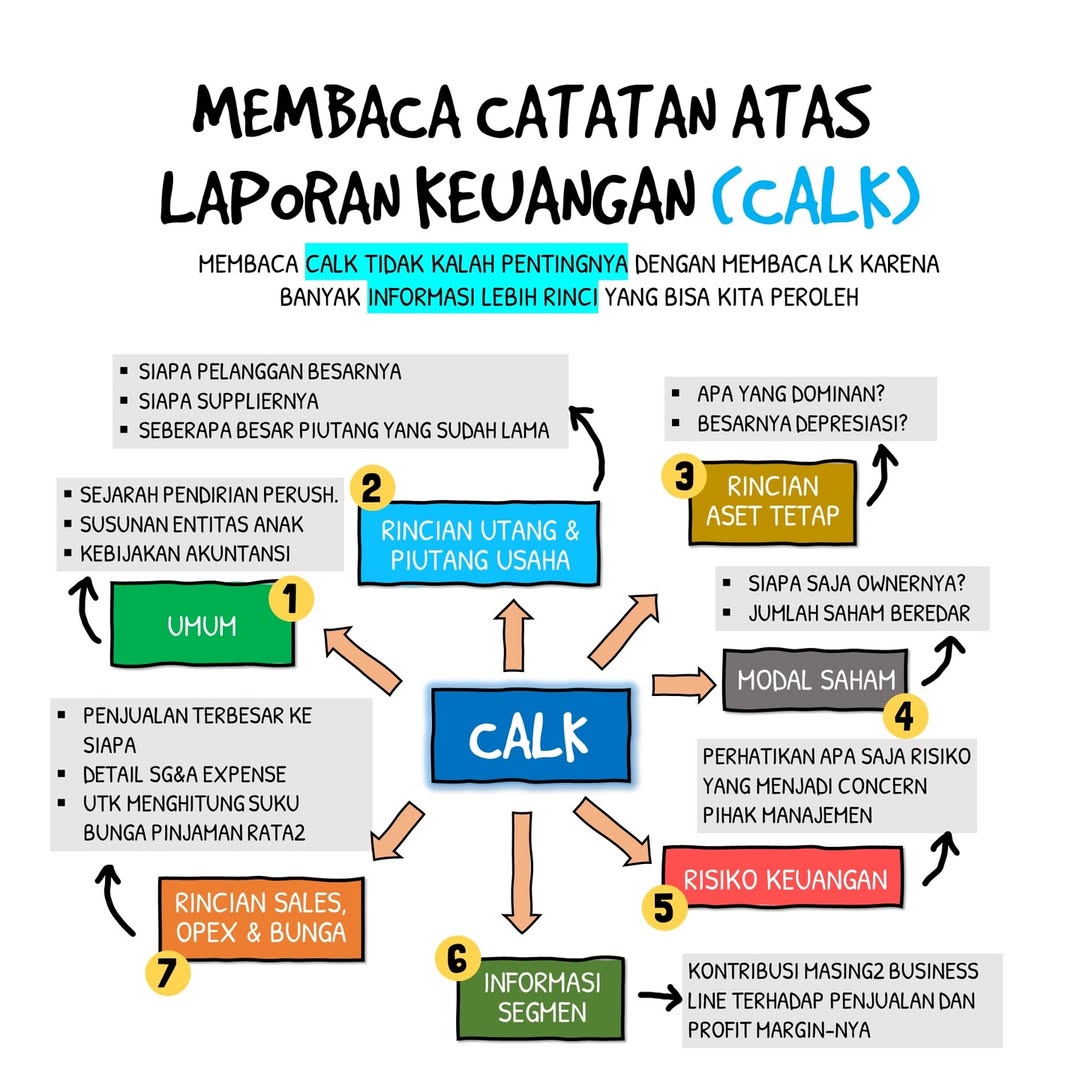 MEMBACA CATATAN ATAS
LAPORAN KEUANGAN (CALK)
MEMBACA CALK TIDAK KALAH PENTINGNYA DENGAN MEMBACA LK KARENA
BANYAK INFORMASI LEBIH RINCI YANG BISA KITA PEROLEH
▪ SIAPA PELANGGAN BESARNYA
▪ SIAPA SUPPLIERNYA
▪ SEBERAPA BESAR PIUTANG YANG SUDAH LAMA
▪ APA YANG DOMINAN?
▪ BESARNYA DEPRESIASI?
▪ SEJARAH PENDIRIAN PERUSH.
▪ SUSUNAN ENTITAS ANAK
▪ KEBIJAKAN AKUNTANSI
2
RINCIAN UTANG &
PIUTANG USAHA
3
RINCIAN
ASET TETAP
1
UMUM
▪ SIAPA SAJA OWNERNYA?
▪ JUMLAH SAHAM BEREDAR
MODAL SAHAM
4
CALK
▪ PENJUALAN TERBESAR KE
SIAPA
▪ DETAIL SG&A EXPENSE
▪ UTK MENGHITUNG SUKU
BUNGA PINJAMAN RATA2
PERHATIKAN APA SAJA RISIKO
YANG MENJADI CONCERN
PIHAK MANAJEMEN
RISIKO KEUANGAN
5
RINCIAN SALES,
OPEX & BUNGA
7
6
INFORMASI
SEGMEN
KONTRIBUSI MASING2 BUSINESS
LINE TERHADAP PENJUALAN DAN
PROFIT MARGIN-NYA